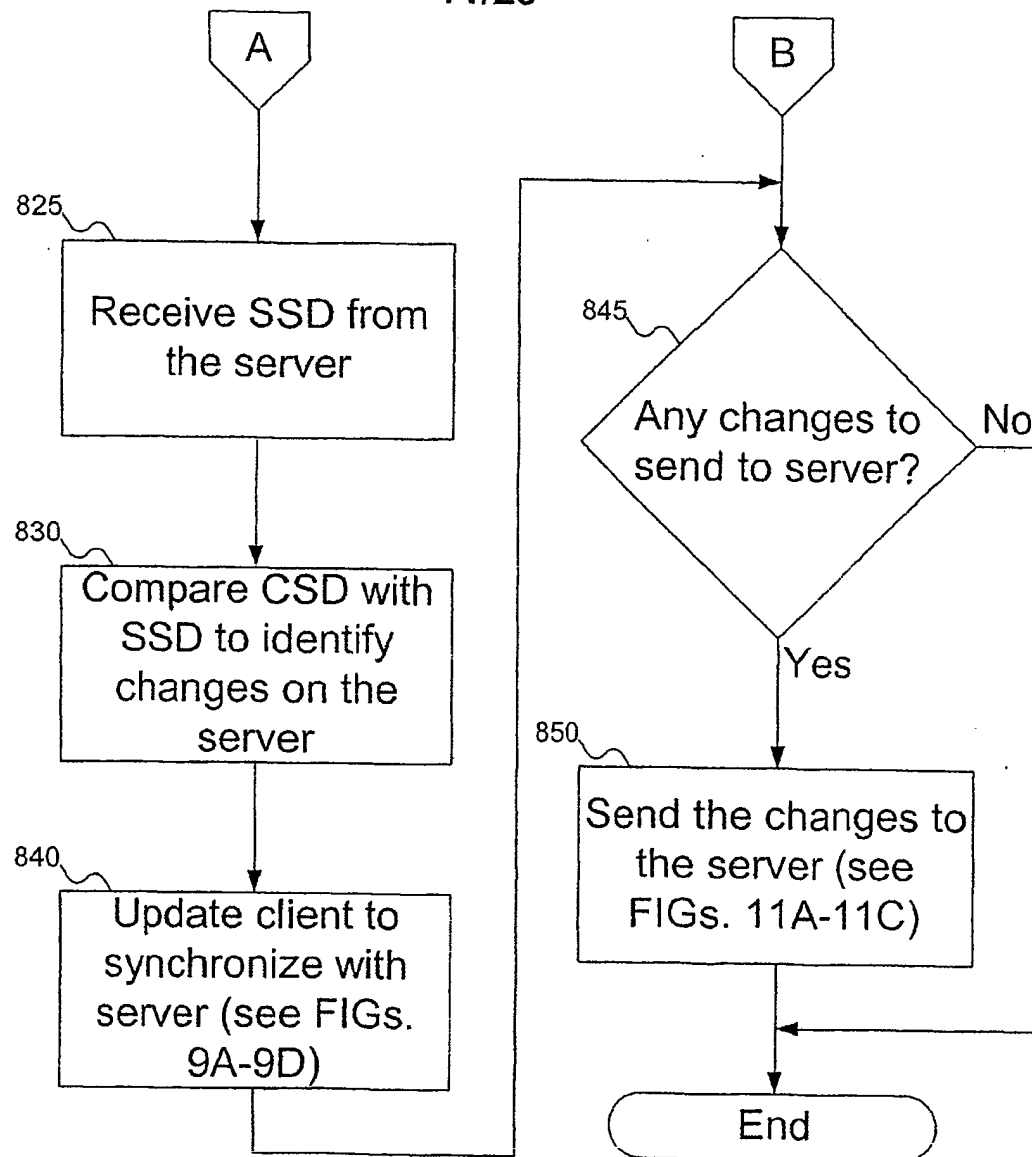 A
825
Receive SSD from
the server
830
Compare CSD with
SSD to identify
changes on the
server
840
Update client to
synchronize with
server (see FIGs.
9A-9D)
B
845
Any changes to
send to server?
No
Yes
850
Send the changes to
the server (see
FIGs. 11A-11C)
End